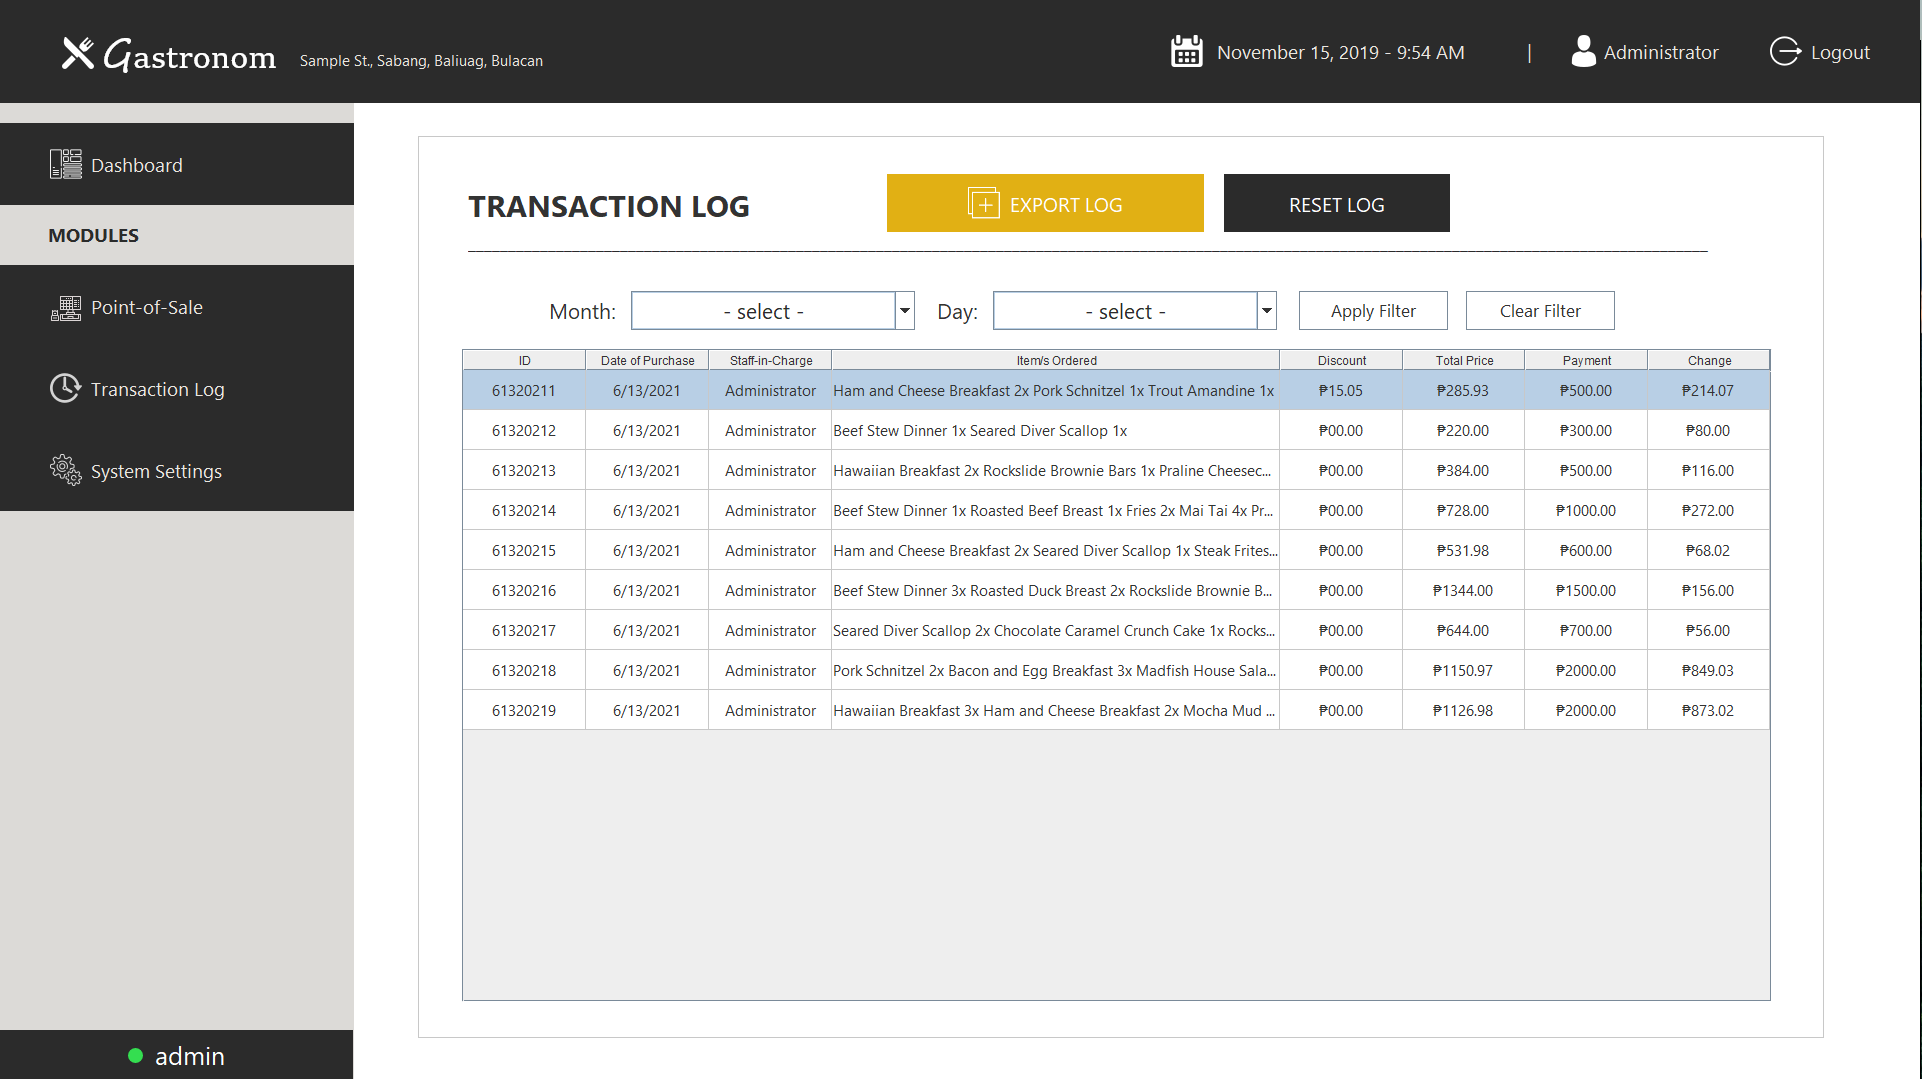 Gastronom Sample St., Sabang, Baliuag, Bulacan November 15, 2019 - 9:54 AM | Administrator Logout
Dashboard
MODULES
Point-of-Sale
Transaction Log
System Settings
admin
TRANSACTION LOG EXPORT LOG RESET LOG
Month: - select - Day: - select - Apply Filter Clear Filter
ID Date of Purchase Staff-in-Charge Item/s Ordered Discount Total Price Payment Change
61320211 6/13/2021 Administrator Ham and Cheese Breakfast 2x Pork Schnitzel 1x Trout Amandine 1x ₱15.05 ₱285.93 ₱500.00 ₱214.07
61320212 6/13/2021 Administrator Beef Stew Dinner 1x Seared Diver Scallop 1x ₱00.00 ₱220.00 ₱300.00 ₱80.00
61320213 6/13/2021 Administrator Hawaiian Breakfast 2x Rockslide Brownie Bars 1x Praline Cheesec... ₱00.00 ₱384.00 ₱500.00 ₱116.00
61320214 6/13/2021 Administrator Beef Stew Dinner 1x Roasted Beef Breast 1x Fries 2x Mai Tai 4x Pr... ₱00.00 ₱728.00 ₱1000.00 ₱272.00
61320215 6/13/2021 Administrator Ham and Cheese Breakfast 2x Seared Diver Scallop 1x Steak Frites... ₱00.00 ₱531.98 ₱600.00 ₱68.02
61320216 6/13/2021 Administrator Beef Stew Dinner 3x Roasted Duck Breast 2x Rockslide Brownie B... ₱00.00 ₱1344.00 ₱1500.00 ₱156.00
61320217 6/13/2021 Administrator Seared Diver Scallop 2x Chocolate Caramel Crunch Cake 1x Rocks... ₱00.00 ₱644.00 ₱700.00 ₱56.00
61320218 6/13/2021 Administrator Pork Schnitzel 2x Bacon and Egg Breakfast 3x Madfish House Sala... ₱00.00 ₱1150.97 ₱2000.00 ₱849.03
61320219 6/13/2021 Administrator Hawaiian Breakfast 3x Ham and Cheese Breakfast 2x Mocha Mud ... ₱00.00 ₱1126.98 ₱2000.00 ₱873.02